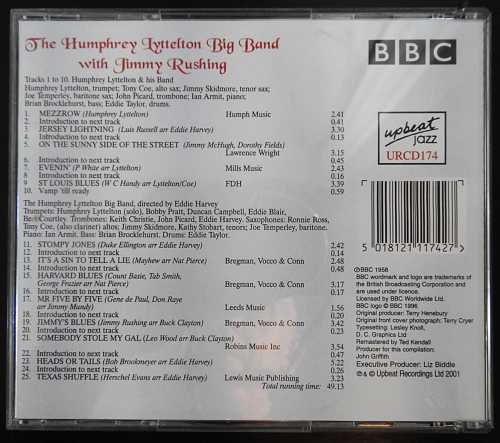 The Humphrey Lyttelton Big Band
with Jimmy Rushing
BBC
Tracks 1 to 10. Humphrey Lyttelton & his Band
Humphrey Lyttelton, trumpet; Tony Coe, alto sax; Jimmy Skidmore, tenor sax;
Joe Temperley, baritone sax; John Picard, trombone; Ian Armit, piano;
Brian Brocklehurst, bass; Eddie Taylor, drums.
1. MEZZROW (Humphrey Lyttelton) Humph Music 2.41
2. Introduction to next track 0.41
3. JERSEY LIGHTNING (Luis Russell arr Eddie Harvey) 3.30
4. Introduction to next track 0.13
5. ON THE SUNNY SIDE OF THE STREET (Jimmy McHugh, Dorothy Fields)
Lawrence Wright 3.15
6. Introduction to next track 0.45
7. EVENIN' (P White arr Lyttelton) Mills Music 2.43
8. Introduction to next track 0.16
9 ST LOUIS BLUES (W C Handy arr Lyttelton/Coe) FDH 3.39
10. Vamp 'till ready 0.59
upbeat
jazz
URCD174
The Humphrey Lyttelton Big Band, directed by Eddie Harvey
Trumpets: Humphrey Lyttelton (solo), Bobby Pratt, Duncan Campbell, Eddie Blair,
Bert Courtley. Trombones: Keith Christie, John Picard, Eddie Harvey, Saxophones: Ronnie Ross,
Tony Coe, (also clarinet) altos; Jimmy Skidmore, Kathy Stobart, tenors; Joe Temperley, baritone.
Piano: Ian Armit. Bass: Brian Brocklehurst, Drums: Eddie Taylor.
11. STOMPY JONES (Duke Ellington arr Eddie Harvey) 2.42
12. Introduction to next track 0.14
13. IT'S A SIN TO TELL A LIE (Mayhew arr Nat Pierce) Bregman, Vocco & Conn 2.48
14. Introduction to next track 0.48
15. HARVARD BLUES (Count Basie, Tab Smith,
George Frazier arr Nat Pierce) Bregman, Vocco & Conn 3.17
16. Introduction to next track 0.17
17. MR FIVE BY FIVE (Gene de Paul, Don Raye
arr Jimmy Mundy) Leeds Music 1.56
18. Introduction to next track 0.20
19. JIMMY'S BLUES (Jimmy Rushing arr Buck Clayton) Bregman, Vocco & Conn 3.42
20. Introduction to next track 0.23
21. SOMEBODY STOLE MY GAL (Leo Wood arr Buck Clayton)
Robins Music Inc 3.54
22. Introduction to next track 0.47
23. HEADS OR TAILS (Bob Brookmeyer arr Eddie Harvey) 3.24
24. Introduction to next track 0.25
25. TEXAS SHUFFLE (Herschel Evans arr Eddie Harvey) Lewis Music Publishing 3.23
Total running time: 49.13
5 018121 117427 >
℗BBC 1958
BBC wordmark and logo are trademarks of
the British Broadcasting Corporation and
are used under licence.
Licensed by BBC Worldwide Ltd.
BBC logo © BBC 1996
Original producer: Terry Henebury
Original inset cover photograph; Terry Cryer
Typesetting: Lesley Knoll,
D. C. Graphics Ltd
Remastered by Ted Kendall
Producer for this compilation:
John Griffith
Executive Producer: Liz Biddle
℗ & © Upbeat Recordings Ltd 2001